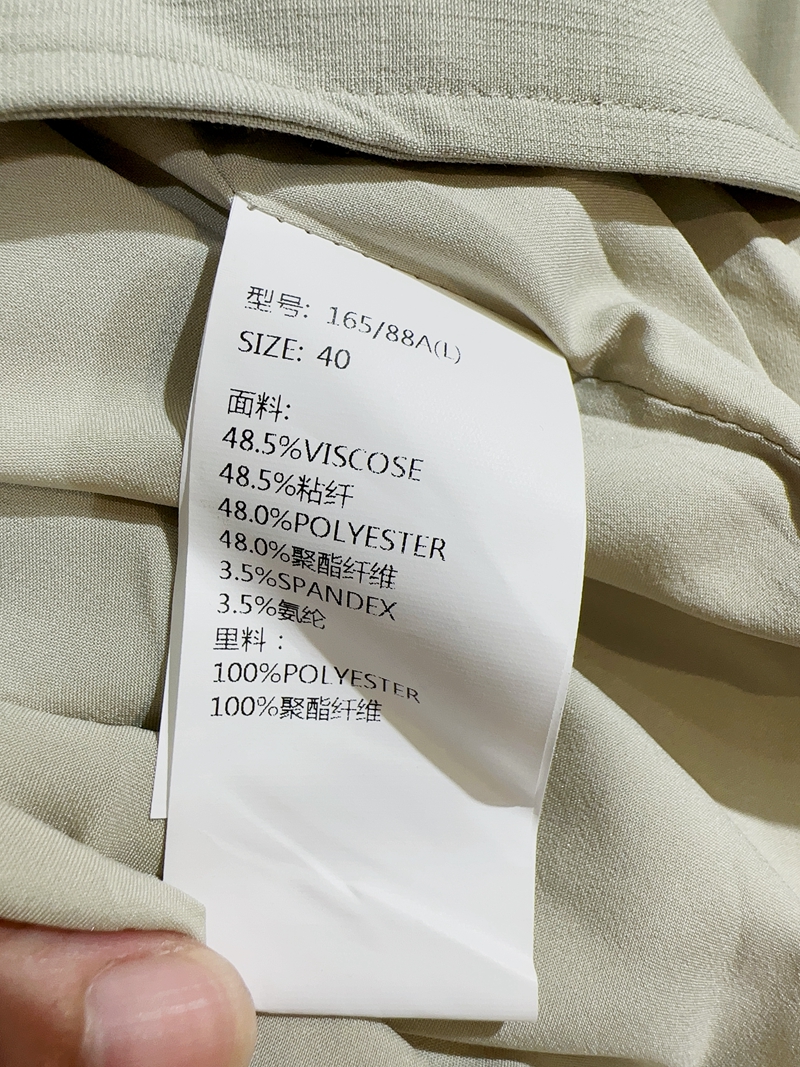 型号: 165/88A(L)
SIZE: 40
面料:
48.5%VISCOSE
48.5%粘纤
48.0%POLYESTER
48.0%聚酯纤维
3.5%SPANDEX
3.5%氨纶
里料：
100%POLYESTER
100%聚酯纤维